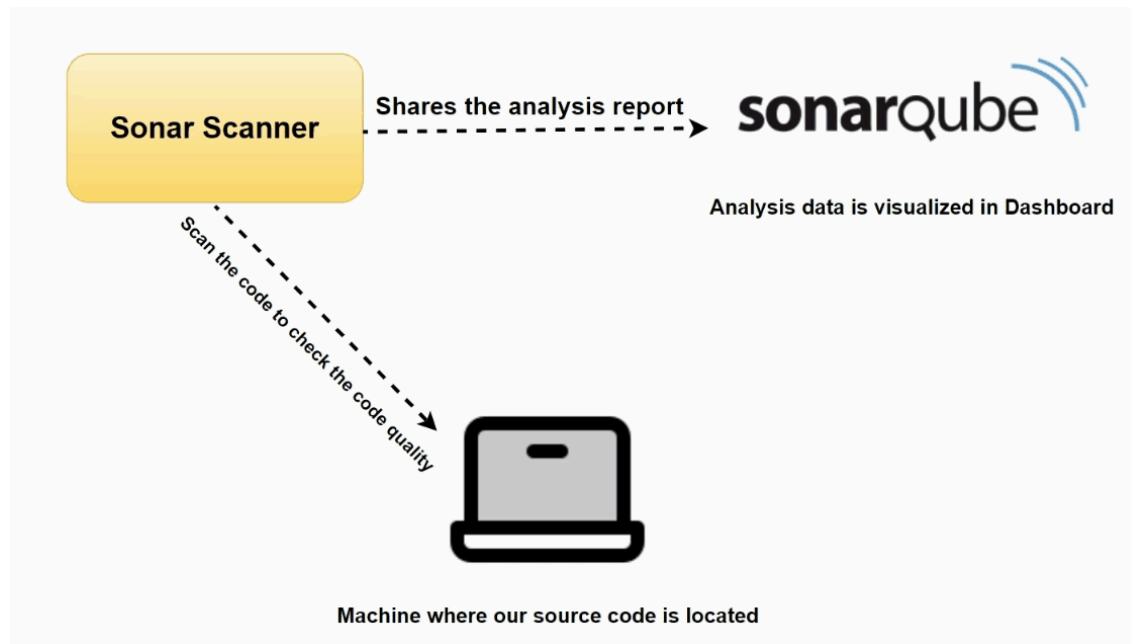 Sonar Scanner
Shares the analysis report
sonarqube
Analysis data is visualized in Dashboard
Scan the code to check the code quality
Machine where our source code is located